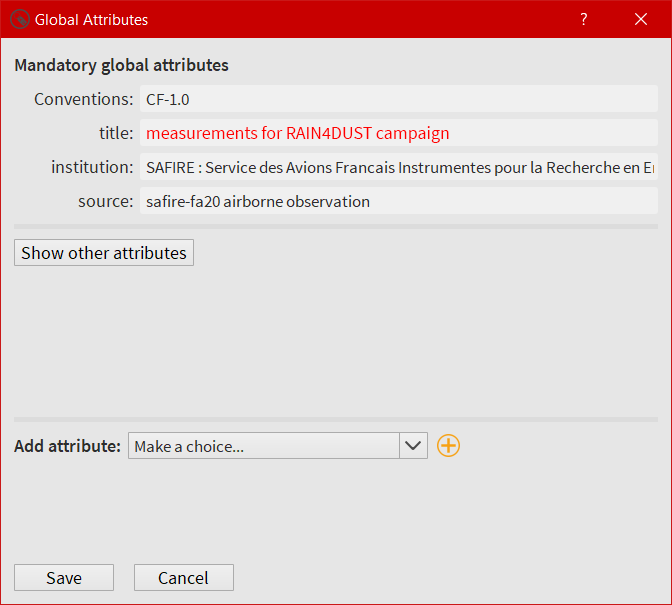 Global Attributes
?
Mandatory global attributes
Conventions: CF-1.0
title: measurements for RAIN4DUST campaign
institution: SAFIRE : Service des Avions Francais Instrumentes pour la Recherche en
source: safire-fa20 airborne observation
Show other attributes
Add attribute: Make a choice...
Save Cancel